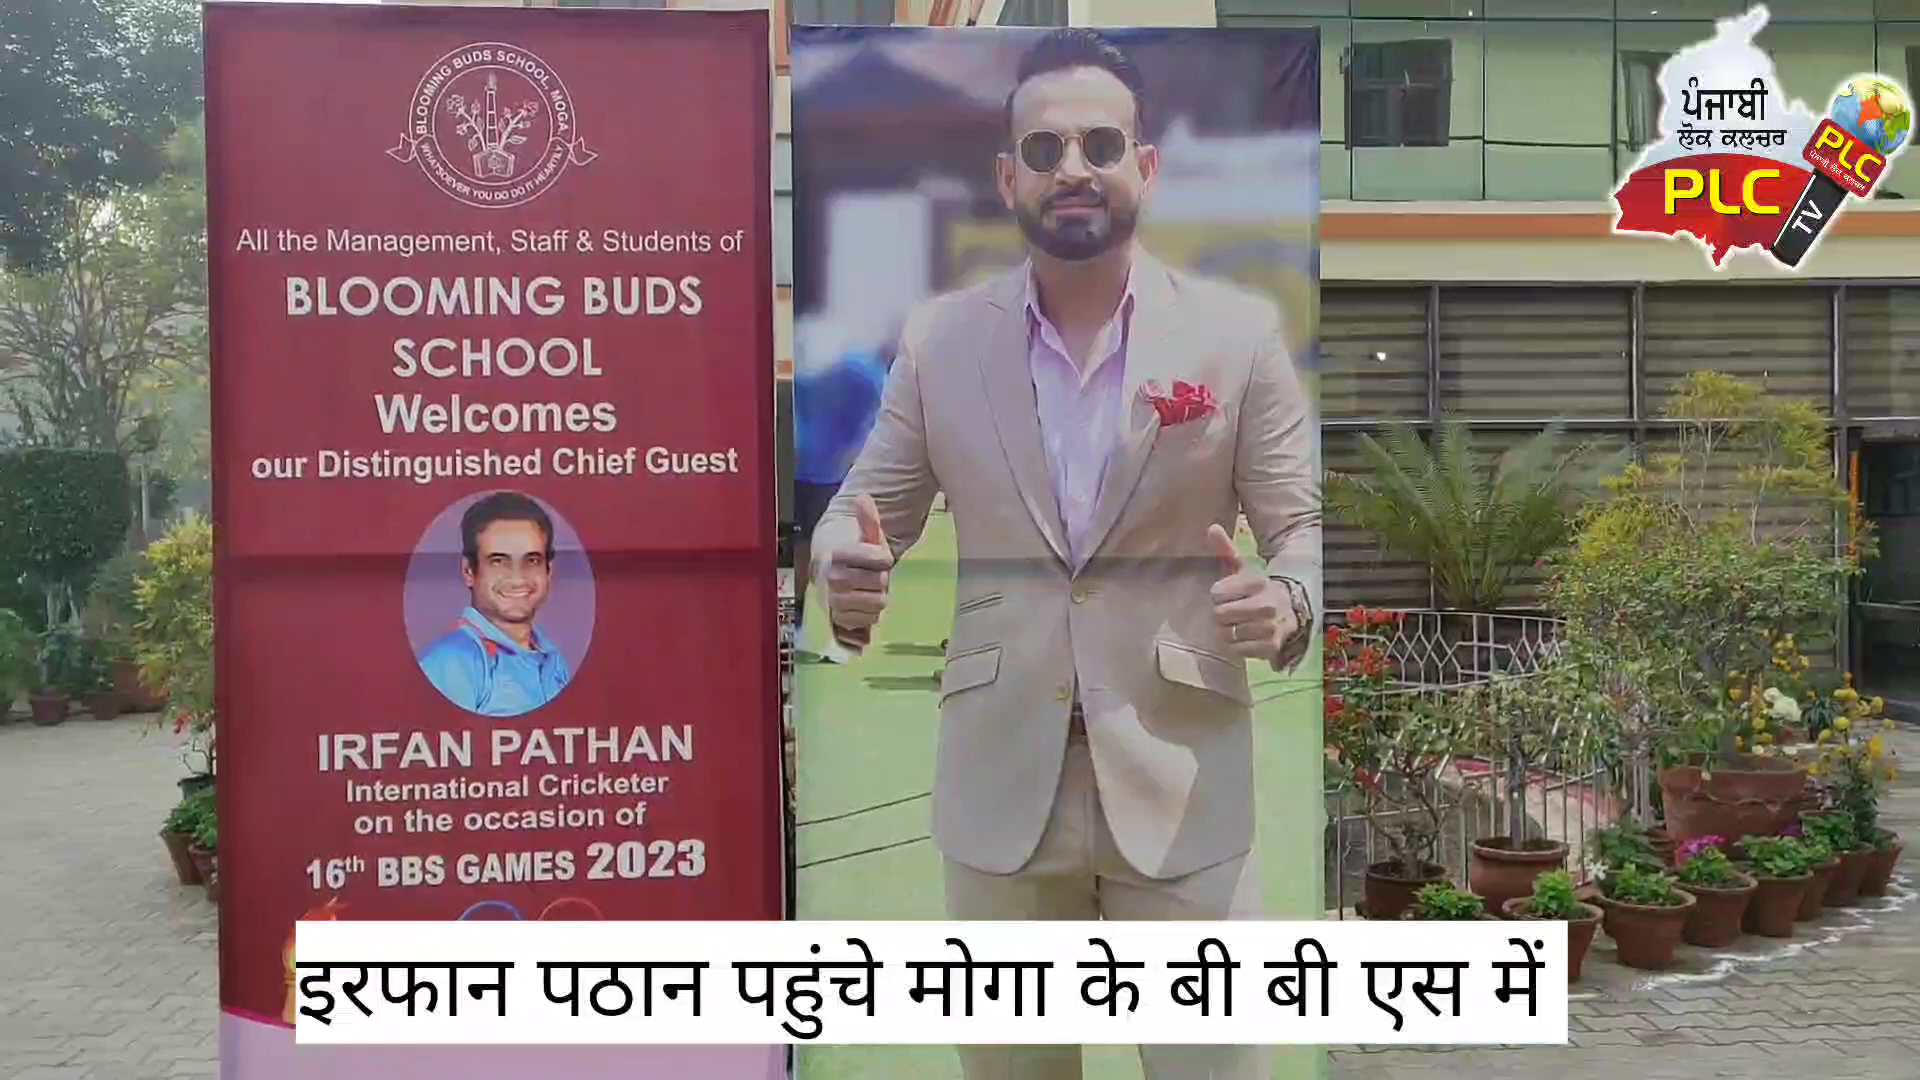 BLOOMING BUDS SCHOOL, MOGA
WHATSOEVER YOU DO DO IT HEARTILY
All the Management, Staff & Students of
BLOOMING BUDS
SCHOOL
Welcomes
our Distinguished Chief Guest
IRFAN PATHAN
International Cricketer
on the occasion of
16th BBS GAMES 2023
ਪੰਜਾਬੀ
ਲੋਕ ਕਲਚਰ
PLC
PLC
ਪੰਜਾਬੀ ਲੋਕ ਕਲਚਰ
TV
इरफान पठान पहुंचे मोगा के बी बी एस में